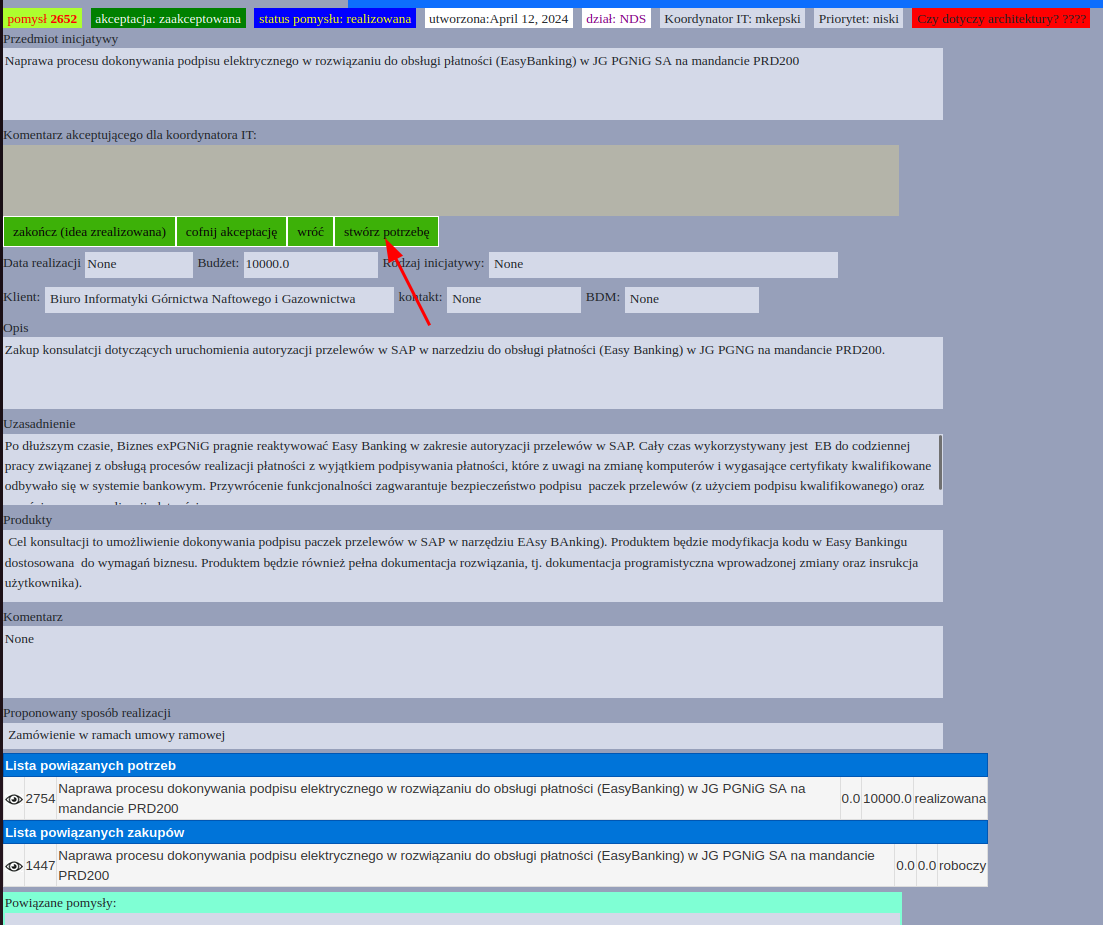 pomysł 2652 akceptacja: zaakceptowana status pomysłu: realizowana utworzona:April 12, 2024 dział: NDS Koordynator IT: mkepski Priorytet: niski Czy dotyczy architektury? ????
Przedmiot inicjatywy
Naprawa procesu dokonywania podpisu elektrycznego w rozwiązaniu do obsługi płatności (EasyBanking) w JG PGNiG SA na mandancie PRD200
Komentarz akceptującego dla koordynatora IT:
zakończ (idea zrealizowana) cofnij akceptację wróć stwórz potrzebę
Data realizacji None Budżet: 10000.0 Rodzaj inicjatywy: None
Klient: Biuro Informatyki Górnictwa Naftowego i Gazownictwa kontakt: None BDM: None
Opis
Zakup konsulatcji dotyczących uruchomienia autoryzacji przelewów w SAP w narzedziu do obsługi płatności (Easy Banking) w JG PGNG na mandancie PRD200.
Uzasadnienie
Po dłuższym czasie, Biznes exPGNiG pragnie reaktywować Easy Banking w zakresie autoryzacji przelewów w SAP. Cały czas wykorzystywany jest  EB do codziennej
pracy związanej z obsługą procesów realizacji płatności z wyjątkiem podpisywania płatności, które z uwagi na zmianę komputerów i wygasające certyfikaty kwalifikowane
odbywało się w systemie bankowym. Przywrócenie funkcjonalności zagwarantuje bezpieczeństwo podpisu  paczek przelewów (z użyciem podpisu kwalifikowanego) oraz
Produkty
Cel konsultacji to umożliwienie dokonywania podpisu paczek przelewów w SAP w narzędziu EAsy BAnking). Produktem będzie modyfikacja kodu w Easy Bankingu
dostosowana  do wymagań biznesu. Produktem będzie również pełna dokumentacja rozwiązania, tj. dokumentacja programistyczna wprowadzonej zmiany oraz insrukcja
użytkownika).
Komentarz
None
Proponowany sposób realizacji
Zamówienie w ramach umowy ramowej
Lista powiązanych potrzeb
2754 Naprawa procesu dokonywania podpisu elektrycznego w rozwiązaniu do obsługi płatności (EasyBanking) w JG PGNiG SA na 0.0 10000.0 realizowana
mandancie PRD200
Lista powiązanych zakupów
1447 Naprawa procesu dokonywania podpisu elektrycznego w rozwiązaniu do obsługi płatności (EasyBanking) w JG PGNiG SA na mandancie 0.0 0.0 roboczy
PRD200
Powiązane pomysły: